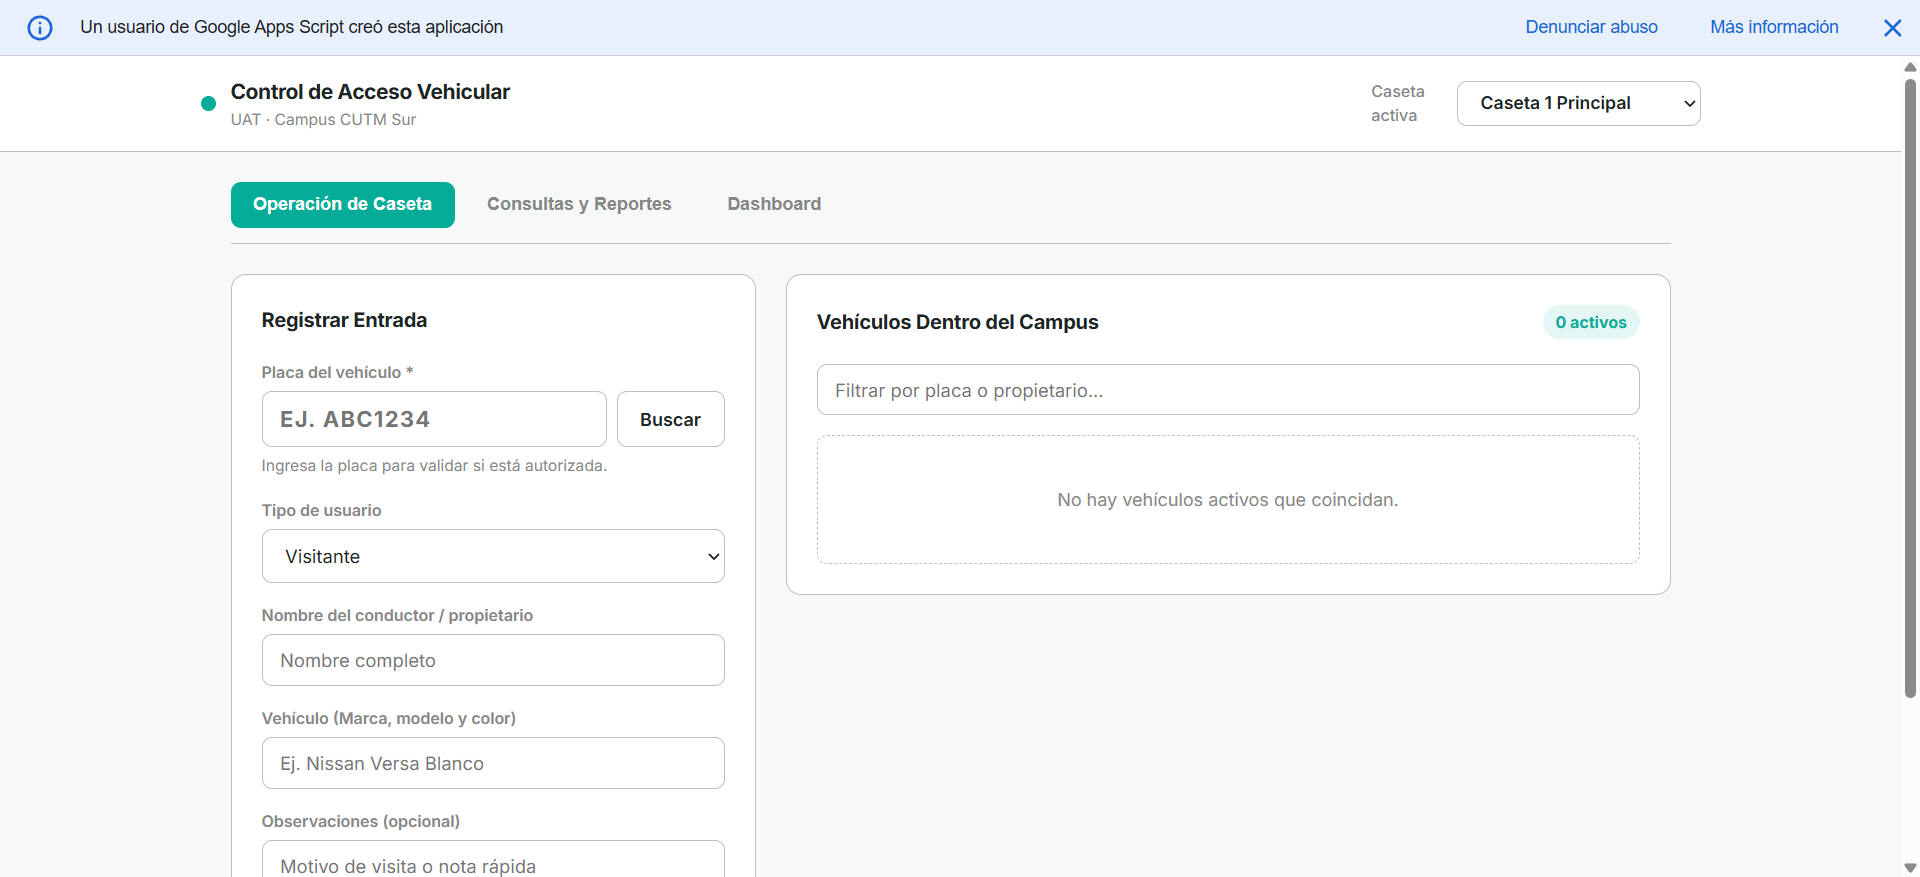 Un usuario de Google Apps Script creó esta aplicación
Denunciar abuso
Más información
Control de Acceso Vehicular
UAT · Campus CUTM Sur
Caseta
activa
Caseta 1 Principal
Operación de Caseta
Consultas y Reportes
Dashboard
Registrar Entrada
Placa del vehículo *
EJ. ABC1234
Buscar
Ingresa la placa para validar si está autorizada.
Tipo de usuario
Visitante
Nombre del conductor / propietario
Nombre completo
Vehículo (Marca, modelo y color)
Ej. Nissan Versa Blanco
Observaciones (opcional)
Motivo de visita o nota rápida
Vehículos Dentro del Campus
0 activos
Filtrar por placa o propietario...
No hay vehículos activos que coincidan.